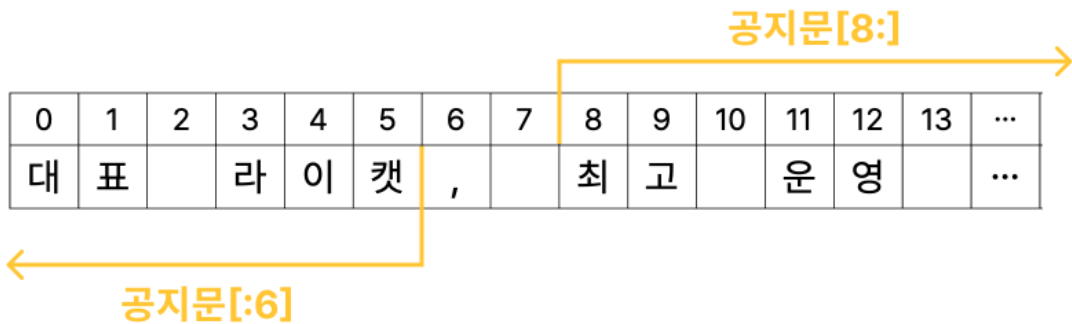 공지문[8:]
0 1 2 3 4 5 6 7 8 9 10 11 12 13 ...
대 표 라 이 캣 , 최 고 운 영 ...
공지문[:6]